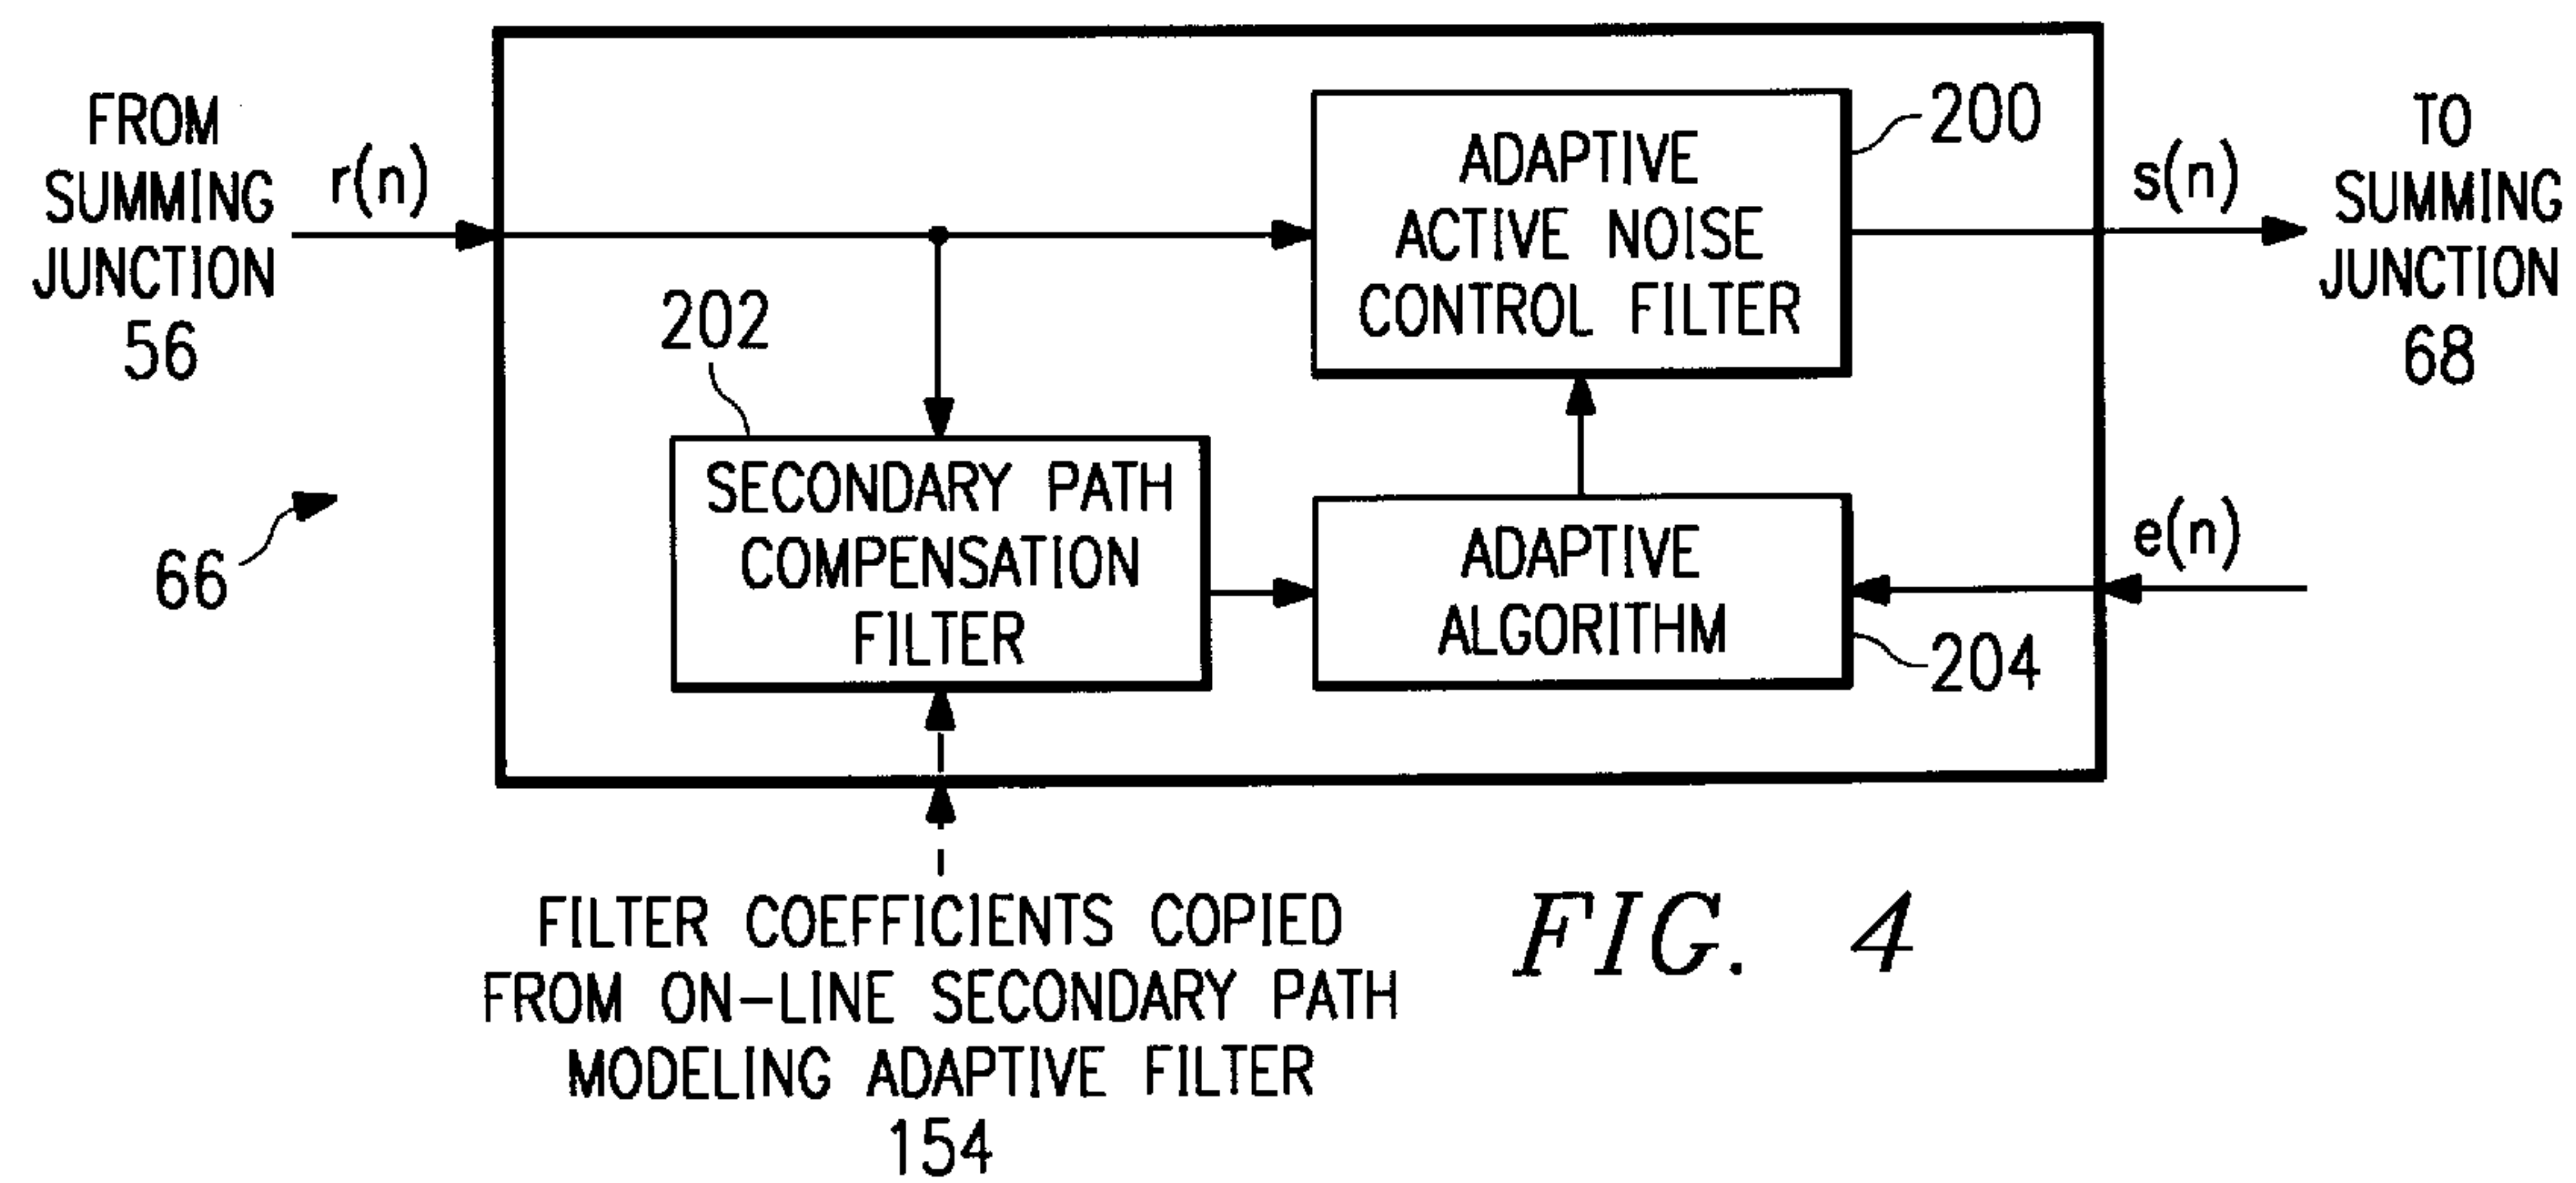 FROM
SUMMING
JUNCTION
56
r(n)
ADAPTIVE
ACTIVE NOISE
CONTROL FILTER
200
s(n)
TO
SUMMING
JUNCTION
68
202
SECONDARY PATH
COMPENSATION
FILTER
ADAPTIVE
ALGORITHM
204
e(n)
66
FILTER COEFFICIENTS COPIED
FROM ON-LINE SECONDARY PATH
MODELING ADAPTIVE FILTER
154
FIG. 4